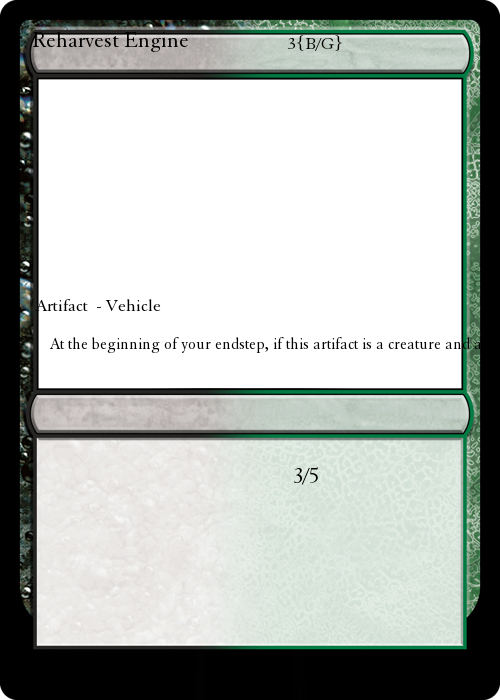 Reharvest Engine 3{B/G}
Artifact - Vehicle
At the beginning of your endstep, if this artifact is a creature and a
3/5